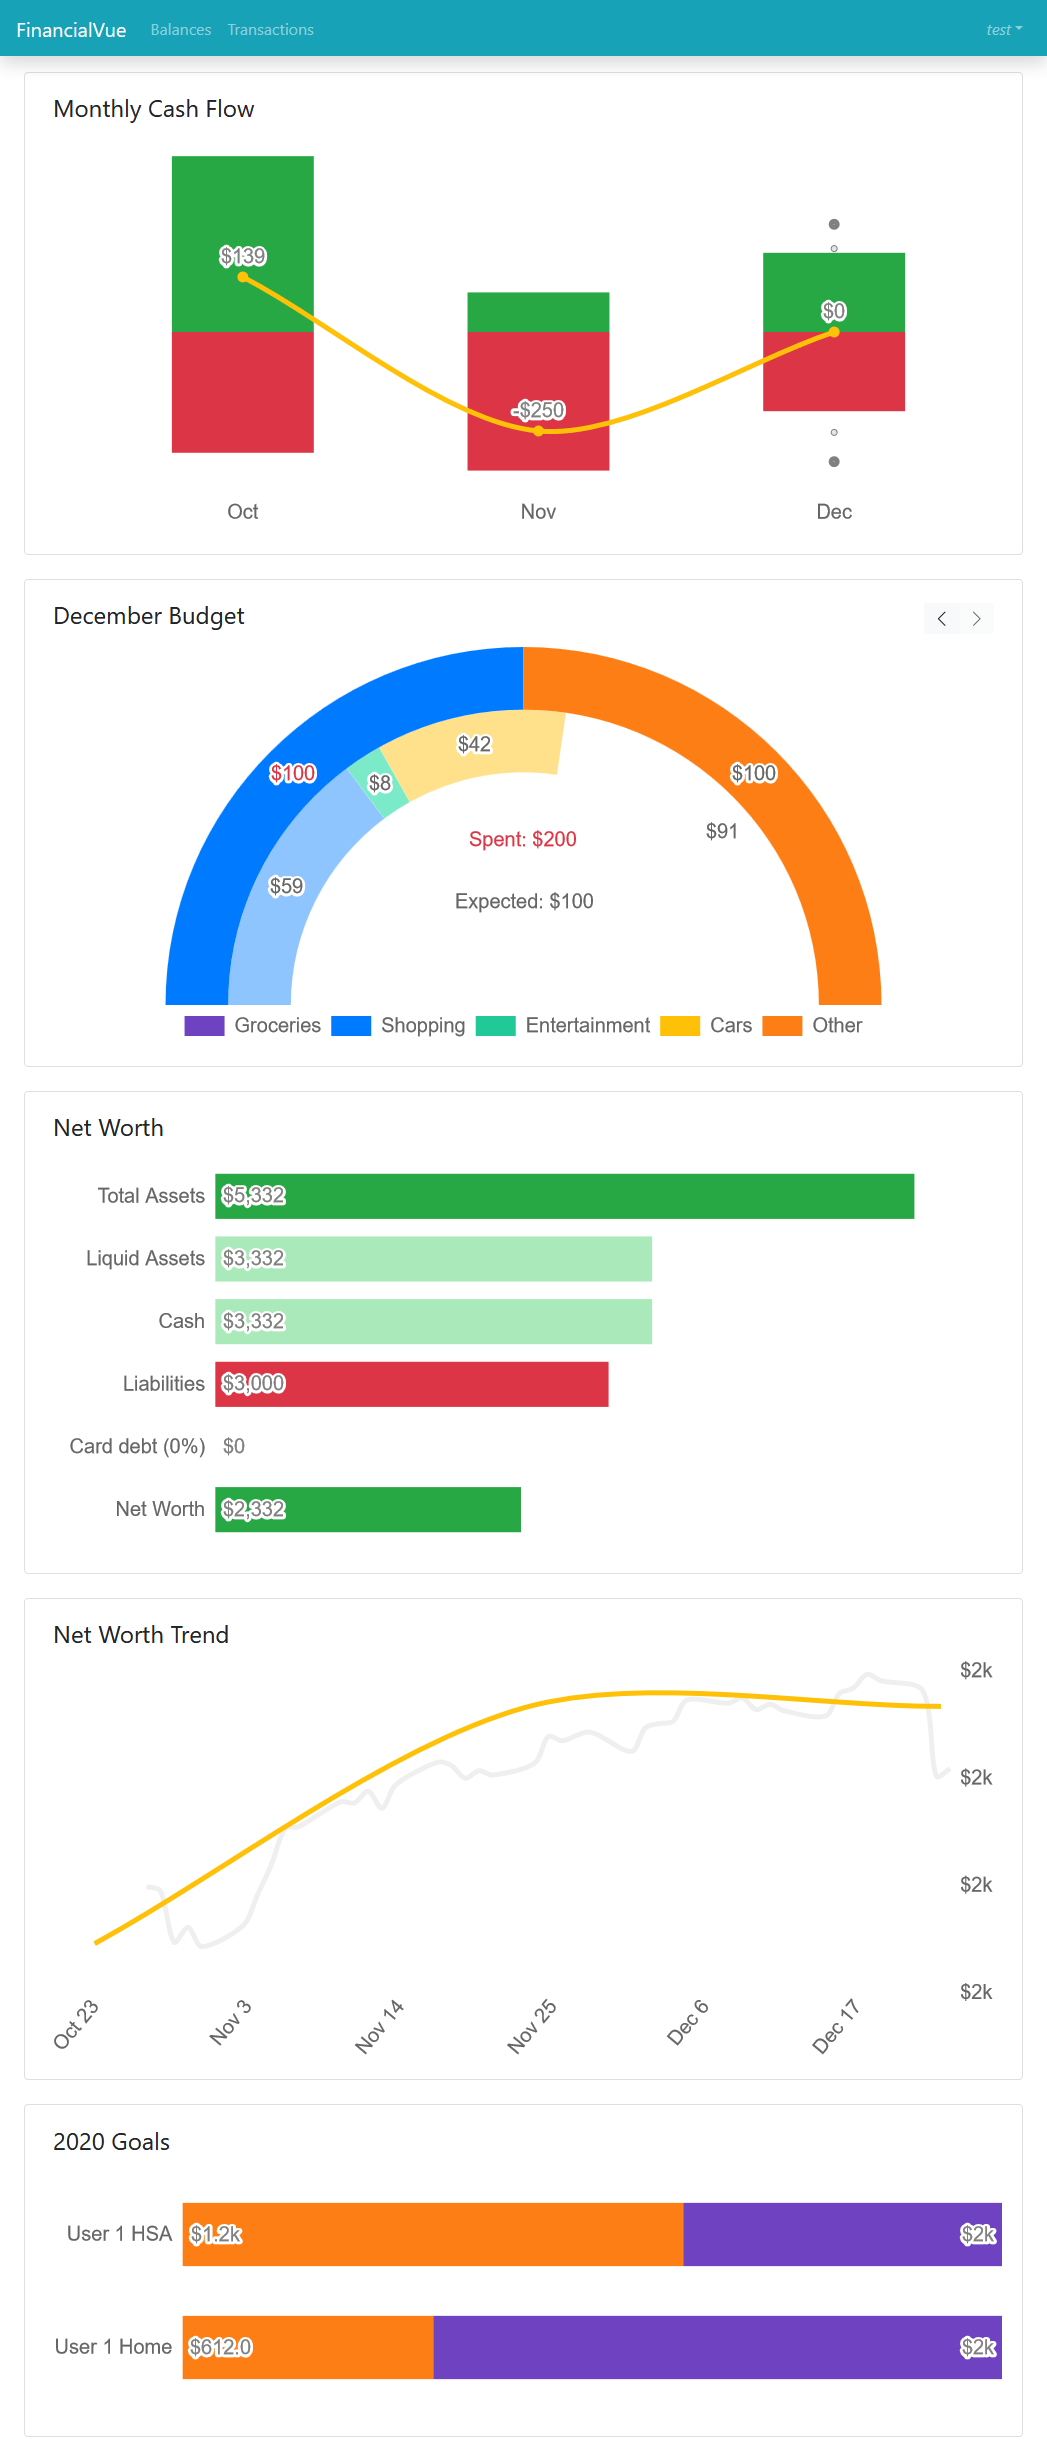 FinancialVue Balances Transactions test
Monthly Cash Flow
$139
$0
-$250
Oct Nov Dec
December Budget
$42
$100 $100
$8
$91
Spent: $200
$59
Expected: $100
Groceries Shopping Entertainment Cars Other
Net Worth
Total Assets $5,332
Liquid Assets $3,332
Cash $3,332
Liabilities $3,000
Card debt (0%) $0
Net Worth $2,332
Net Worth Trend
$2k
$2k
$2k
$2k
Oct 23 Nov 3 Nov 14 Nov 25 Dec 6 Dec 17
2020 Goals
User 1 HSA $1.2k $2k
User 1 Home $612.0 $2k